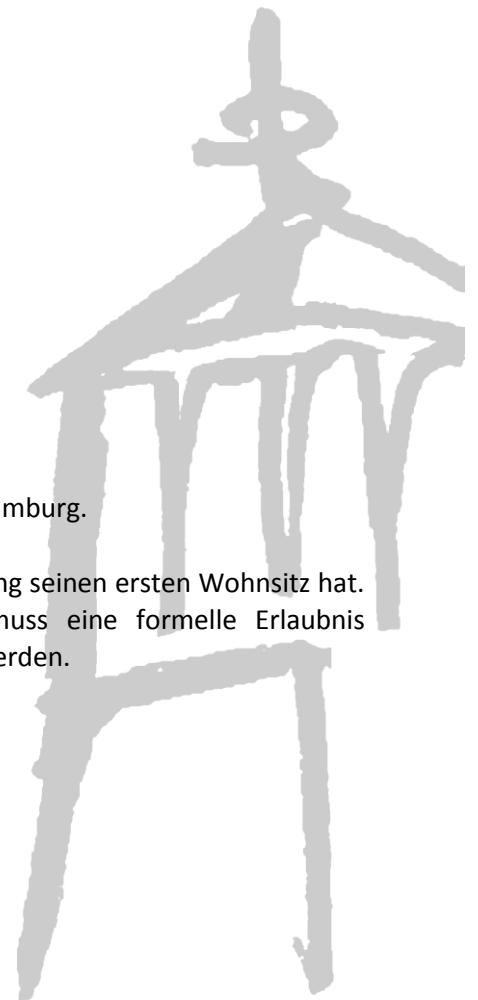 mburg.
ng seinen ersten Wohnsitz hat.
nuss eine formelle Erlaubnis
erden.